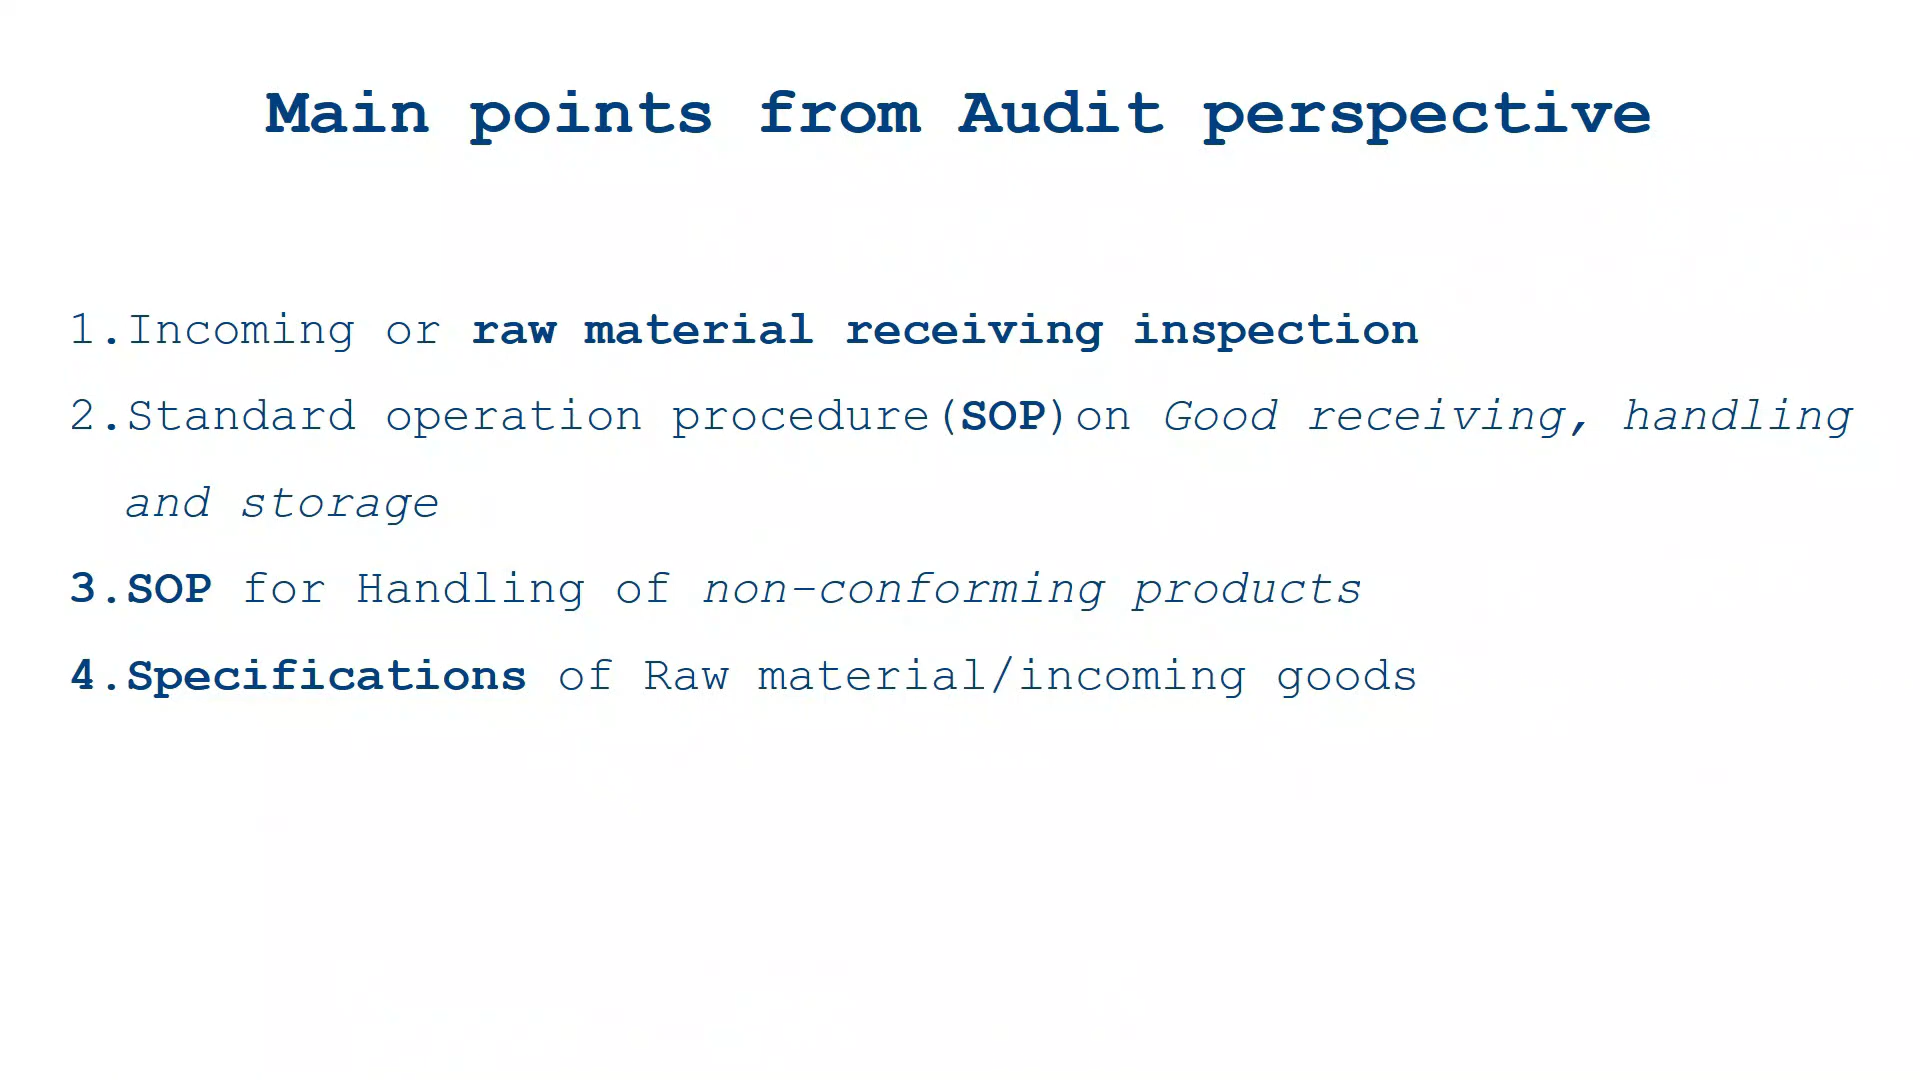 Main points from Audit perspective
1.Incoming or raw material receiving inspection
2.Standard operation procedure(SOP)on Good receiving, handling
and storage
3.SOP for Handling of non-conforming products
4.Specifications of Raw material/incoming goods